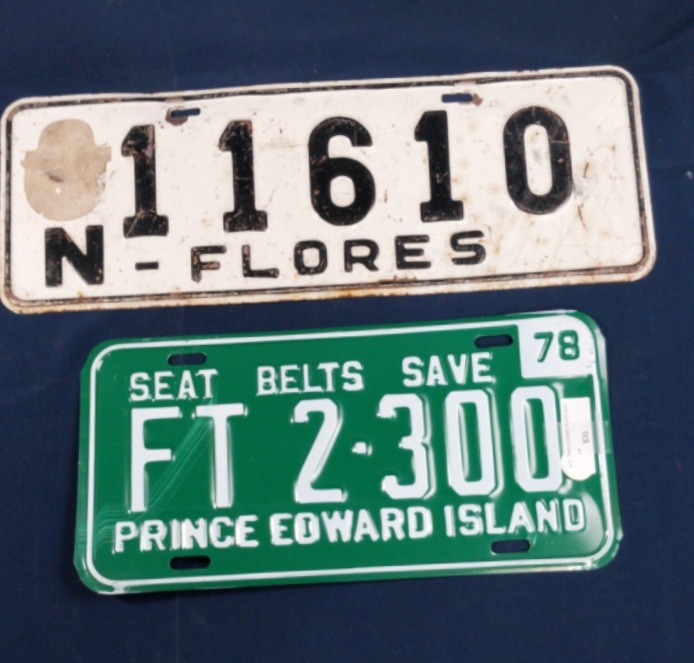 11610
N - FLORES
78
SEAT BELTS SAVE
FT 2·300
PRINCE EDWARD ISLAND